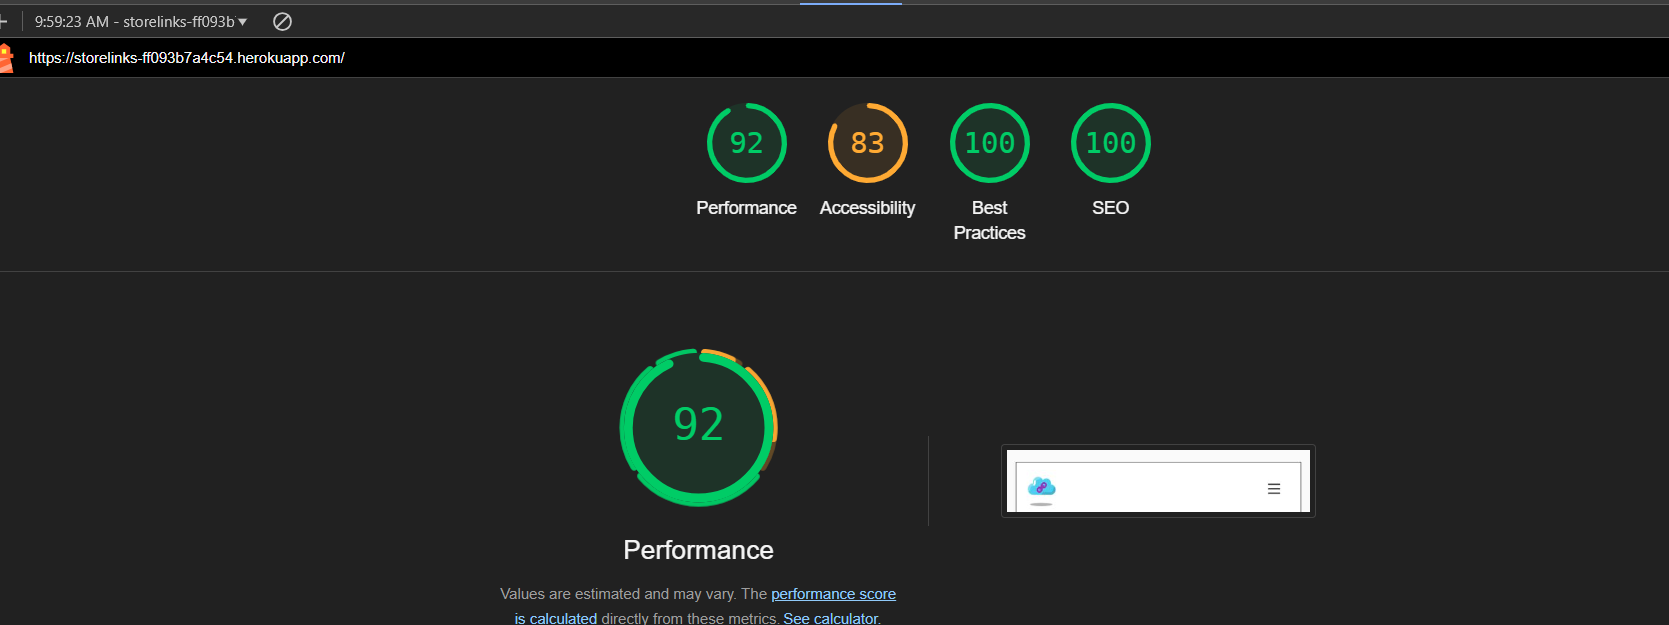 9:59:23 AM - storelinks-ff093b
https://storelinks-ff093b7a4c54.herokuapp.com/
92
83
100
100
Performance
Accessibility
Best
Practices
SEO
92
Performance
Values are estimated and may vary. The performance score
is calculated directly from these metrics. See calculator.